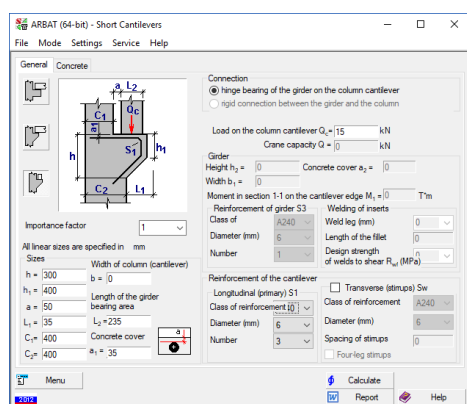 ARBAT (64-bit) - Short Cantilevers
File Mode Settings Service Help
General Concrete
a L₂
C₁ Qc
a1
S₁
h h₁
C₂ L₁
Importance factor 1
All linear sizes are specified in mm
Sizes
h = 300
h₁ = 400
a = 50
L₁ = 35
C₁= 400
C₂= 400
Width of column (cantilever)
b = 0
Length of the girder
bearing area
L₂ =235
Concrete cover
a₁ = 35
a
Connection
hinge bearing of the girder on the column cantilever
rigid connection between the girder and the column
Load on the column cantilever Qc= 15 kN
Crane capacity Q = 0 kN
Girder
Height h₂ = 0 Concrete cover a₂ = 0
Width b₁ = 0
Moment in section 1-1 on the cantilever edge M₁ = 0 T*m
Reinforcement of girder S3
Class of A240
Diameter (mm) 6
Number 1
Welding of inserts
Weld leg (mm) 0
Length of the fillet 0
Design strength
of welds to shear Rwf (MPa) 0
Reinforcement of the cantilever
Longitudinal (primary) S1
Class of reinforcement
Diameter (mm) 6
Number 3
Transverse (stirrups) Sw
Class of reinforcement A240
Diameter (mm) 6
Spacing of stirrups 0
Four-leg stirrups
Menu
Calculate
2012
Report
Help